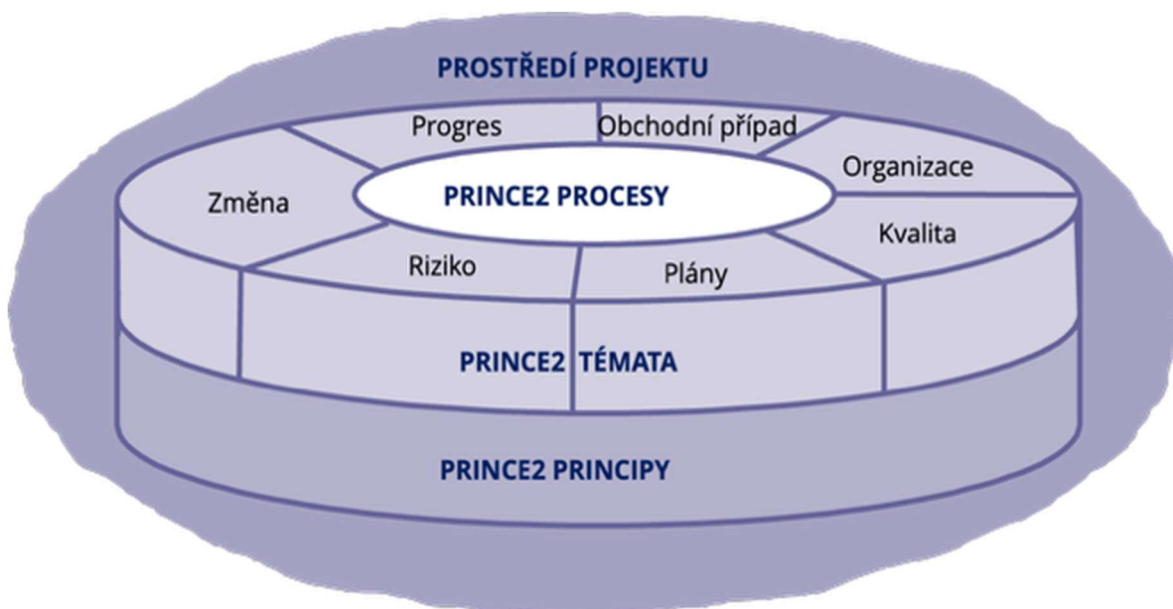 PROSTŘEDÍ PROJEKTU
Progres
Obchodní případ
Organizace
Změna
PRINCE2 PROCESY
Kvalita
Riziko
Plány
PRINCE2 TÉMATA
PRINCE2 PRINCIPY